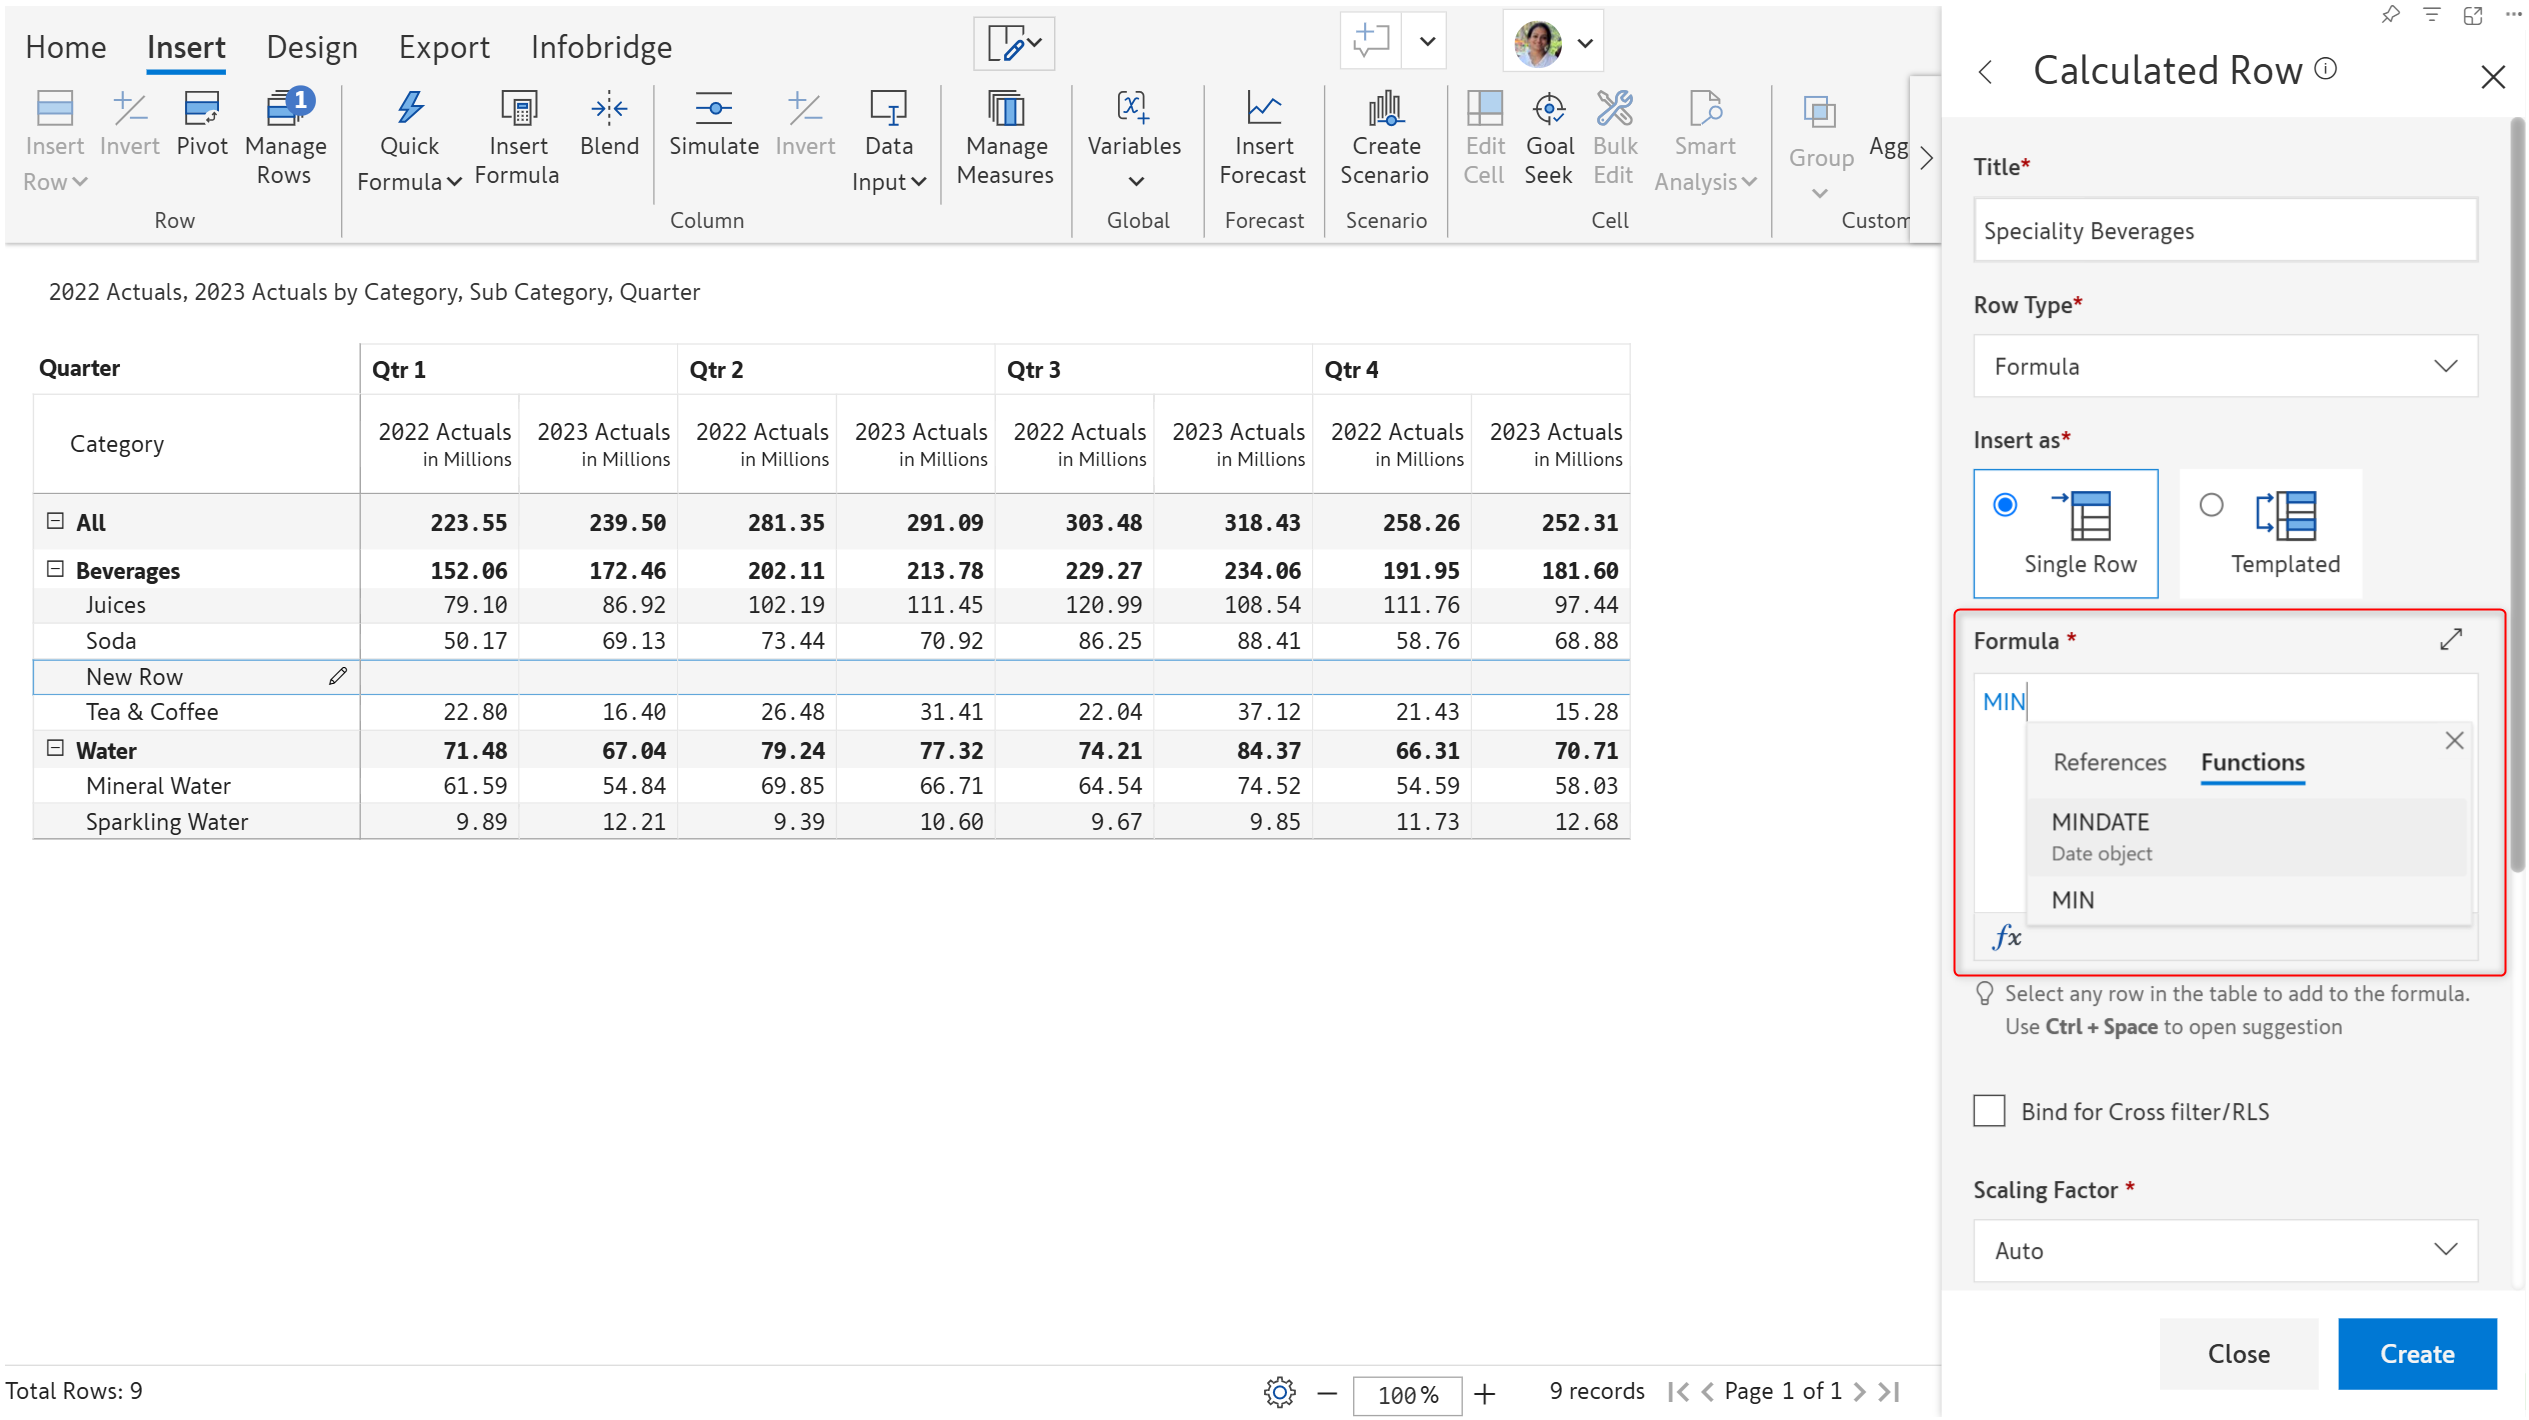 Home Insert Design Export Infobridge
Insert Row
Invert
Pivot
Manage Rows
1
Row
Quick Formula
Insert Formula
Blend
Simulate
Invert
Data Input
Column
Manage Measures
Variables
Global
Insert Forecast
Forecast
Create Scenario
Scenario
Edit Cell
Goal Seek
Bulk Edit
Smart Analysis
Cell
Group
Agg
Custom
2022 Actuals, 2023 Actuals by Category, Sub Category, Quarter
Quarter Qtr 1 Qtr 2 Qtr 3 Qtr 4
Category 2022 Actuals 2023 Actuals 2022 Actuals 2023 Actuals 2022 Actuals 2023 Actuals 2022 Actuals 2023 Actuals
in Millions in Millions in Millions in Millions in Millions in Millions in Millions in Millions
All 223.55 239.50 281.35 291.09 303.48 318.43 258.26 252.31
Beverages 152.06 172.46 202.11 213.78 229.27 234.06 191.95 181.60
Juices 79.10 86.92 102.19 111.45 120.99 108.54 111.76 97.44
Soda 50.17 69.13 73.44 70.92 86.25 88.41 58.76 68.88
New Row
Tea & Coffee 22.80 16.40 26.48 31.41 22.04 37.12 21.43 15.28
Water 71.48 67.04 79.24 77.32 74.21 84.37 66.31 70.71
Mineral Water 61.59 54.84 69.85 66.71 64.54 74.52 54.59 58.03
Sparkling Water 9.89 12.21 9.39 10.60 9.67 9.85 11.73 12.68
Total Rows: 9
100%
9 records
Page 1 of 1
Calculated Row
Title*
Speciality Beverages
Row Type*
Formula
Insert as*
Single Row
Templated
Formula *
MIN
References Functions
MINDATE
Date object
MIN
fx
Select any row in the table to add to the formula.
Use Ctrl + Space to open suggestion
Bind for Cross filter/RLS
Scaling Factor *
Auto
Close
Create